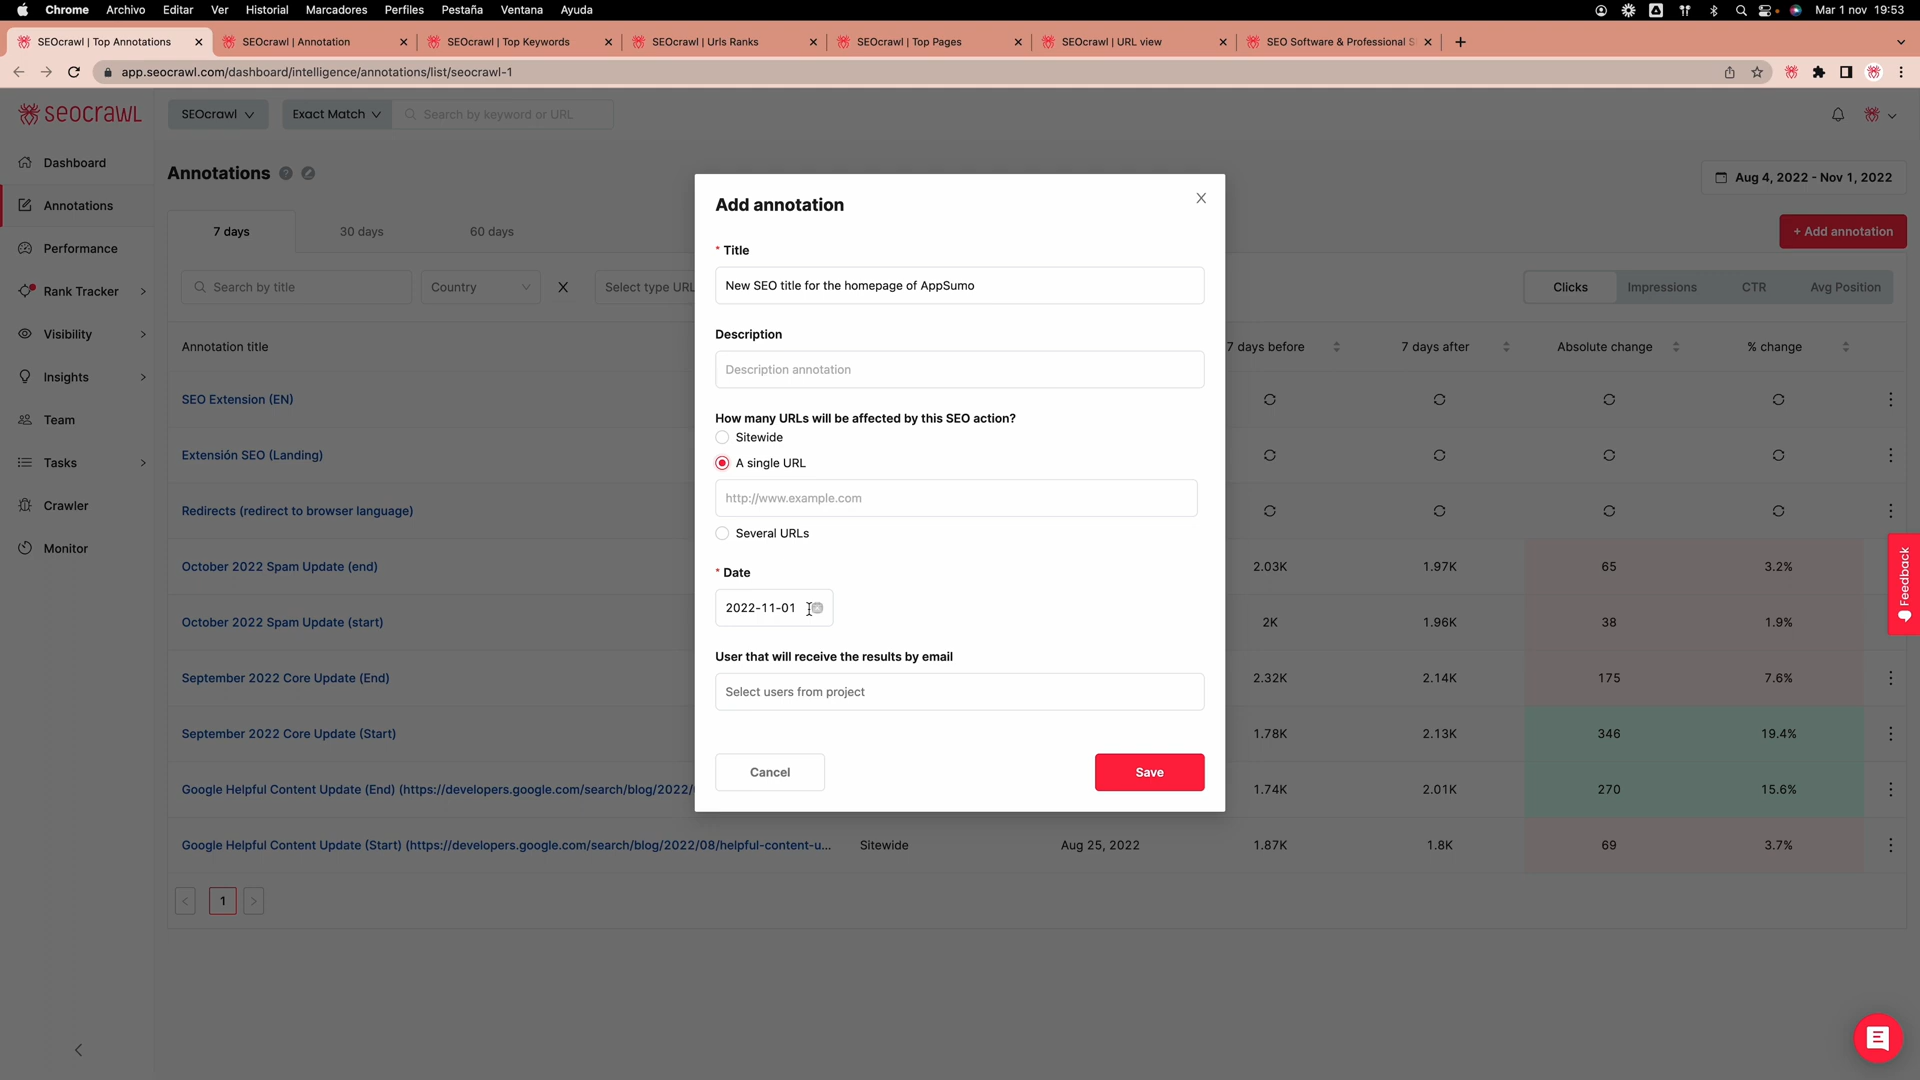 Chrome Archivo Editar Ver Historial Marcadores Perfiles Pestaña Ventana Ayuda Mar 1 nov 19:53
SEOcrawl | Top Annotations SEOcrawl | Annotation SEOcrawl | Top Keywords SEOcrawl | Urls Ranks SEOcrawl | Top Pages SEOcrawl | URL view SEO Software & Professional S
app.seocrawl.com/dashboard/intelligence/annotations/list/seocrawl-1
seocrawl SEOcrawl Exact Match Search by keyword or URL
Dashboard
Annotations
Performance
Rank Tracker
Visibility
Insights
Team
Tasks
Crawler
Monitor
Annotations Aug 4, 2022 - Nov 1, 2022
7 days 30 days 60 days + Add annotation
Search by title Country Select type URL Clicks Impressions CTR Avg Position
Annotation title 7 days before 7 days after Absolute change % change
SEO Extension (EN)
Extensión SEO (Landing)
Redirects (redirect to browser language)
October 2022 Spam Update (end) 2.03K 1.97K 65 3.2%
October 2022 Spam Update (start) 2K 1.96K 38 1.9%
September 2022 Core Update (End) 2.32K 2.14K 175 7.6%
September 2022 Core Update (Start) 1.78K 2.13K 346 19.4%
Google Helpful Content Update (End) (https://developers.google.com/search/blog/2022/ 1.74K 2.01K 270 15.6%
Google Helpful Content Update (Start) (https://developers.google.com/search/blog/2022/08/helpful-content-u... Sitewide Aug 25, 2022 1.87K 1.8K 69 3.7%
1
Add annotation
* Title
New SEO title for the homepage of AppSumo
Description
Description annotation
How many URLs will be affected by this SEO action?
Sitewide
A single URL
http://www.example.com
Several URLs
* Date
2022-11-01
User that will receive the results by email
Select users from project
Cancel Save
Feedback